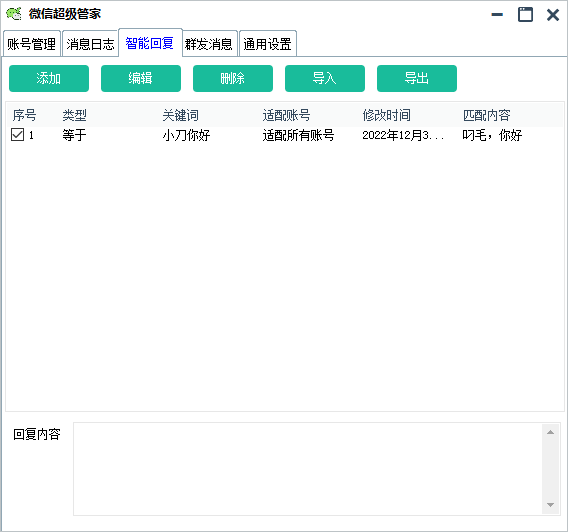 微信超级管家
账号管理 消息日志 智能回复 群发消息 通用设置
添加 编辑 删除 导入 导出
序号 类型 关键词 适配账号 修改时间 匹配内容
1 等于 小刀你好 适配所有账号 2022年12月3... 叼毛，你好
回复内容